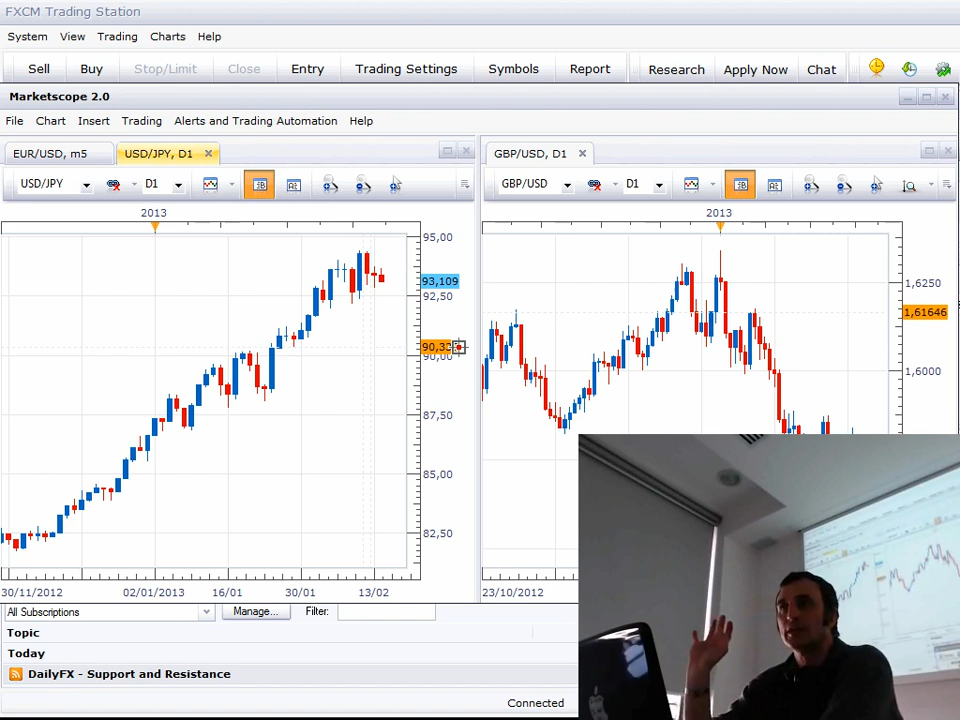 FXCM Trading Station
System View Trading Charts Help
Sell Buy Stop/Limit Close Entry Trading Settings Symbols Report Research Apply Now Chat
Marketscope 2.0
File Chart Insert Trading Alerts and Trading Automation Help
EUR/USD, m5 USD/JPY, D1 GBP/USD, D1
USD/JPY D1 GBP/USD D1
2013 2013
95,00
93,109 1,6250
92,50
1,61646
90,00
1,6000
87,50
85,00
82,50
30/11/2012 02/01/2013 16/01 30/01 13/02 23/10/2012
All Subscriptions Manage... Filter:
Topic
Today
DailyFX - Support and Resistance
Connected